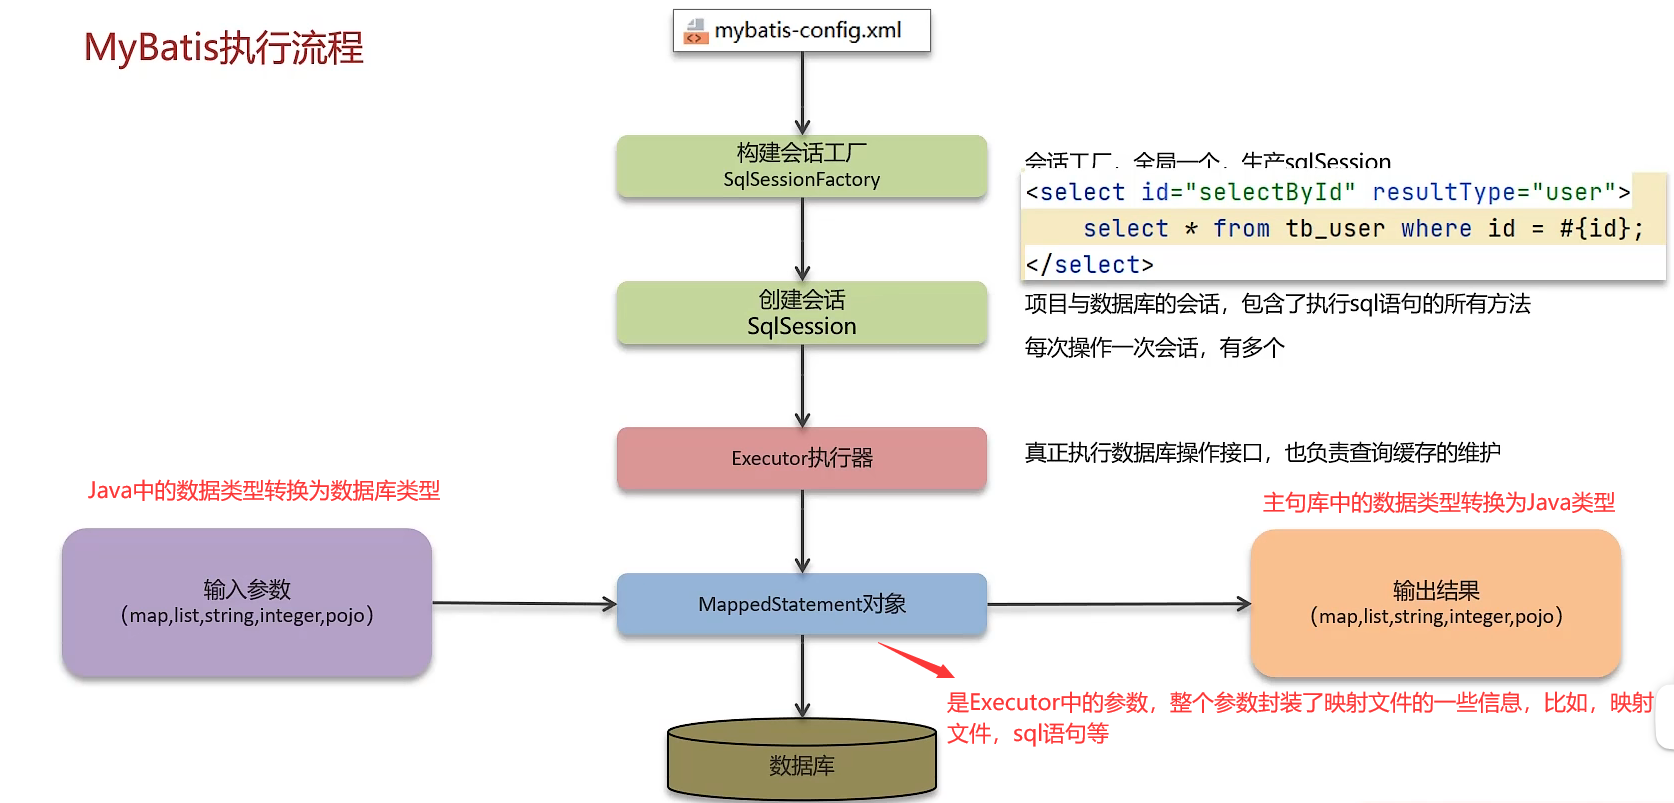 MyBatis执行流程
mybatis-config.xml
构建会话工厂
SqlSessionFactory
会话工厂，全局一个，生产sqlSession
<select id="selectById" resultType="user">
select * from tb_user where id = #{id};
</select>
创建会话
SqlSession
项目与数据库的会话，包含了执行sql语句的所有方法
每次操作一次会话，有多个
Executor执行器
真正执行数据库操作接口，也负责查询缓存的维护
Java中的数据类型转换为数据库类型
主句库中的数据类型转换为Java类型
输入参数
（map,list,string,integer,pojo）
MappedStatement对象
输出结果
（map,list,string,integer,pojo）
是Executor中的参数，整个参数封装了映射文件的一些信息，比如，映射
文件，sql语句等
数据库